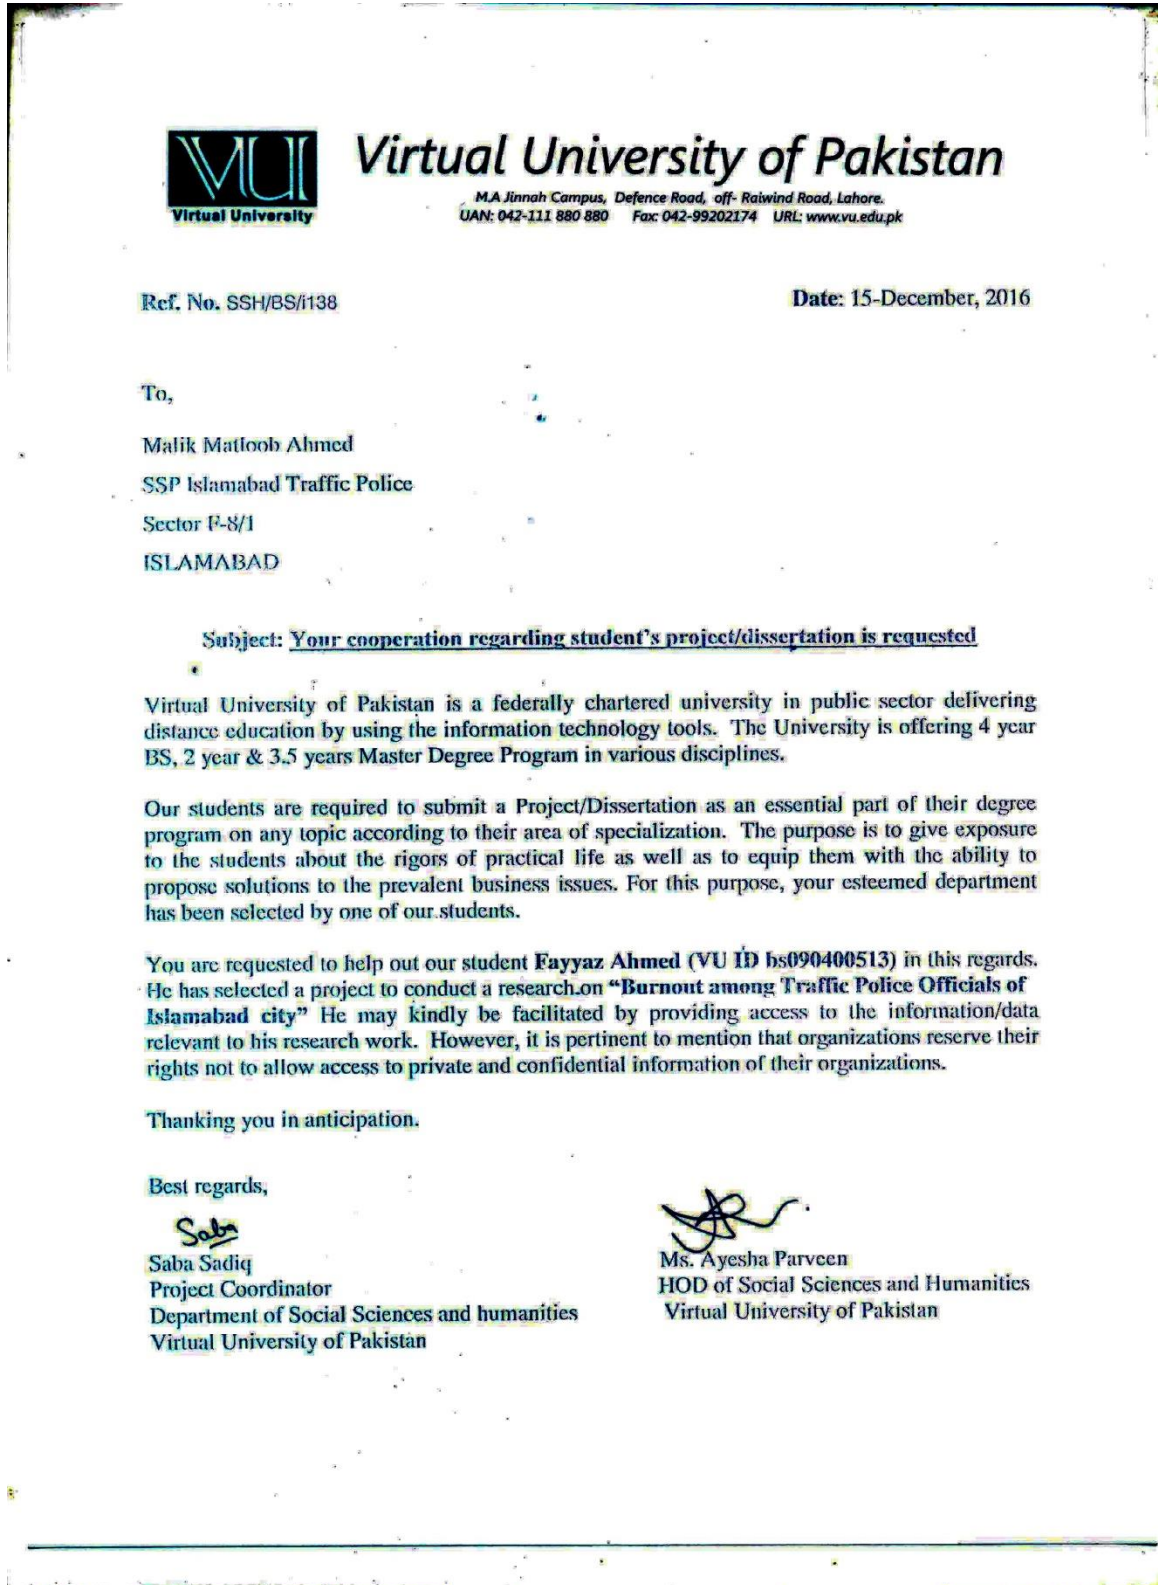 VU
Virtual University
Virtual University of Pakistan
M.A Jinnah Campus, Defence Road, off- Raiwind Road, Lahore.
UAN: 042-111 880 880 Fax: 042-99202174 URL: www.vu.edu.pk
Ref. No. SSH/BS/i138
Date: 15-December, 2016
To,
Malik Matloob Ahmed
SSP Islamabad Traffic Police
Sector F-8/1
ISLAMABAD
Subject: Your cooperation regarding student's project/dissertation is requested
Virtual University of Pakistan is a federally chartered university in public sector delivering
distance education by using the information technology tools. The University is offering 4 year
BS, 2 year & 3.5 years Master Degree Program in various disciplines.
Our students are required to submit a Project/Dissertation as an essential part of their degree
program on any topic according to their area of specialization. The purpose is to give exposure
to the students about the rigors of practical life as well as to equip them with the ability to
propose solutions to the prevalent business issues. For this purpose, your esteemed department
has been selected by one of our students.
You are requested to help out our student Fayyaz Ahmed (VU ID bs090400513) in this regards.
He has selected a project to conduct a research on “Burnout among Traffic Police Officials of
Islamabad city” He may kindly be facilitated by providing access to the information/data
relevant to his research work. However, it is pertinent to mention that organizations reserve their
rights not to allow access to private and confidential information of their organizations.
Thanking you in anticipation.
Best regards,
Saba
Saba Sadiq
Project Coordinator
Department of Social Sciences and humanities
Virtual University of Pakistan
Ms. Ayesha Parveen
HOD of Social Sciences and Humanities
Virtual University of Pakistan